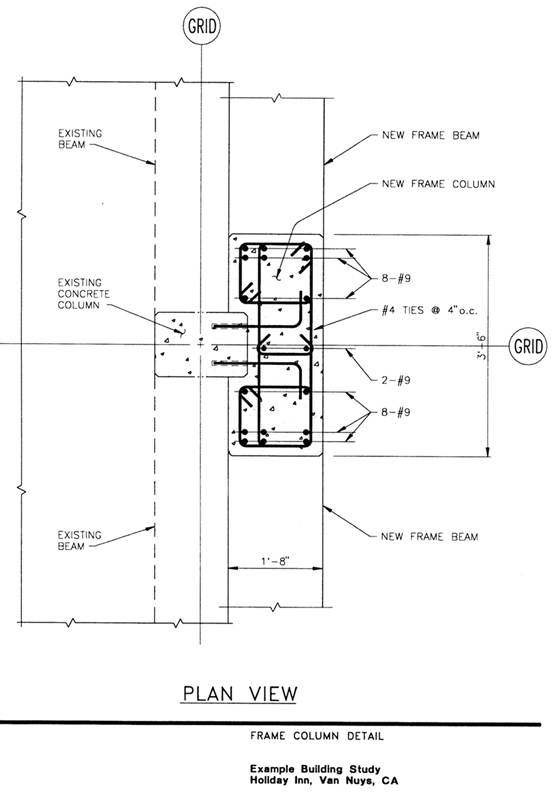 GRID
EXISTING
BEAM
NEW FRAME BEAM
NEW FRAME COLUMN
EXISTING
CONCRETE
COLUMN
8-#9
#4 TIES @ 4"o.c.
3'-6"
GRID
2-#9
8-#9
EXISTING
BEAM
NEW FRAME BEAM
1'-8"
PLAN VIEW
FRAME COLUMN DETAIL
Example Building Study
Holiday Inn, Van Nuys, CA